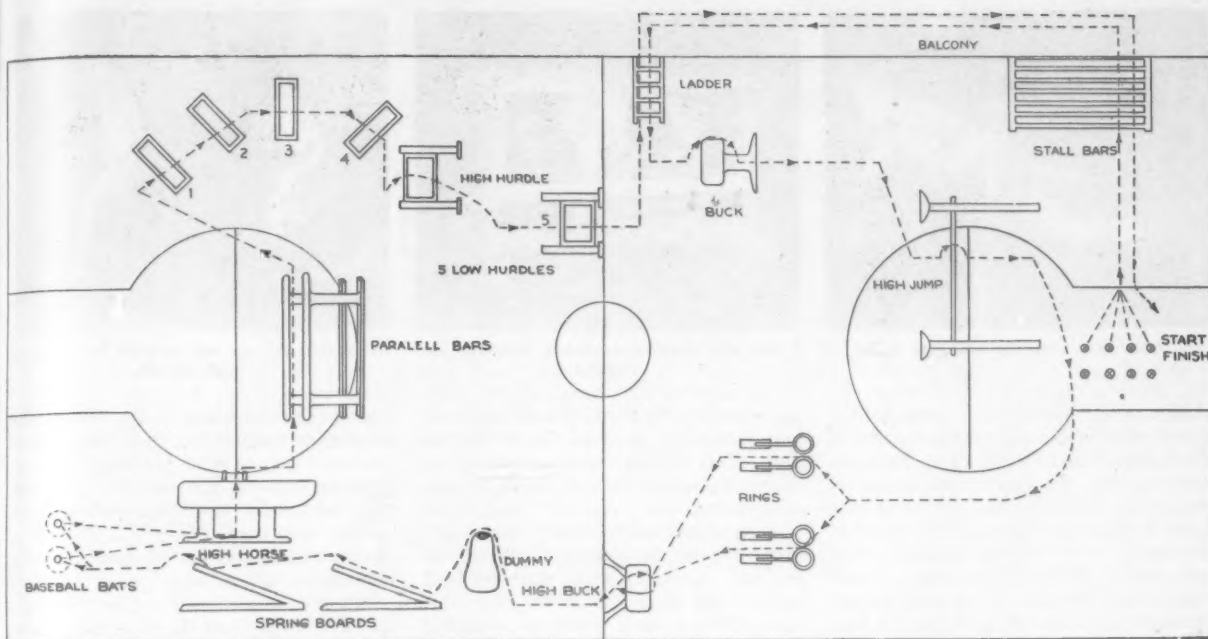 BALCONY
LADDER
STALL BARS
1
2
3
4
HIGH HURDLE
BUCK
5
5 LOW HURDLES
HIGH JUMP
PARALELL BARS
START
FINISH
RINGS
HIGH HORSE
DUMMY
HIGH BUCK
BASEBALL BATS
SPRING BOARDS